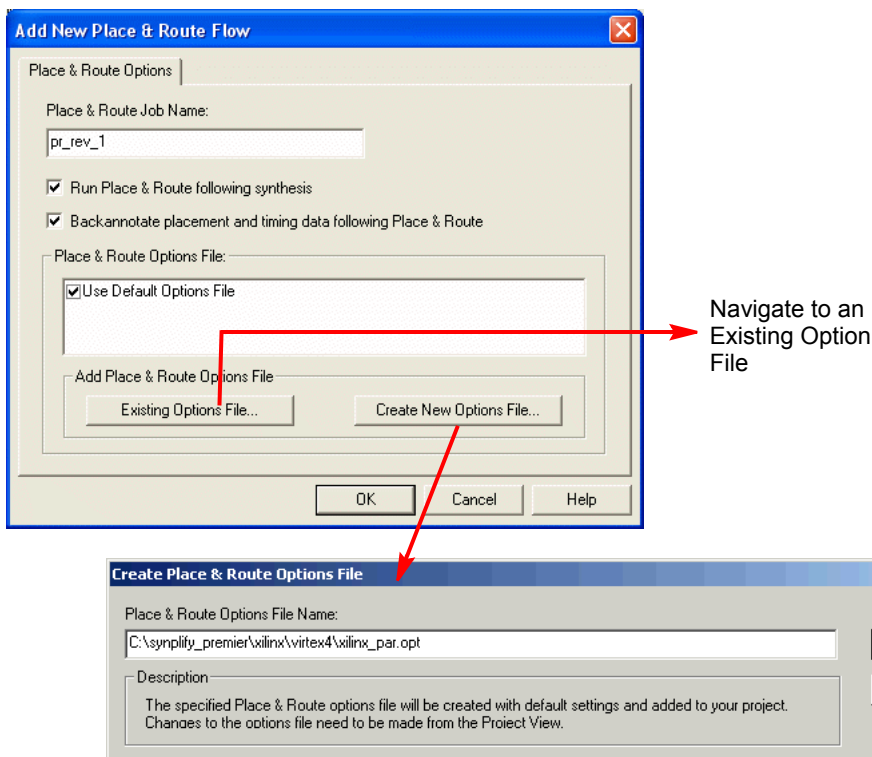 Add New Place & Route Flow
Place & Route Options
Place & Route Job Name:
pr_rev_1
Run Place & Route following synthesis
Backannotate placement and timing data following Place & Route
Place & Route Options File:
Use Default Options File
Navigate to an
Existing Option
File
Add Place & Route Options File
Existing Options File...
Create New Options File...
OK
Cancel
Help
Create Place & Route Options File
Place & Route Options File Name:
C:\synplify_premier\xilinx\virtex4\xilinx_par.opt
Description
The specified Place & Route options file will be created with default settings and added to your project.
Changes to the options file need to be made from the Project View.